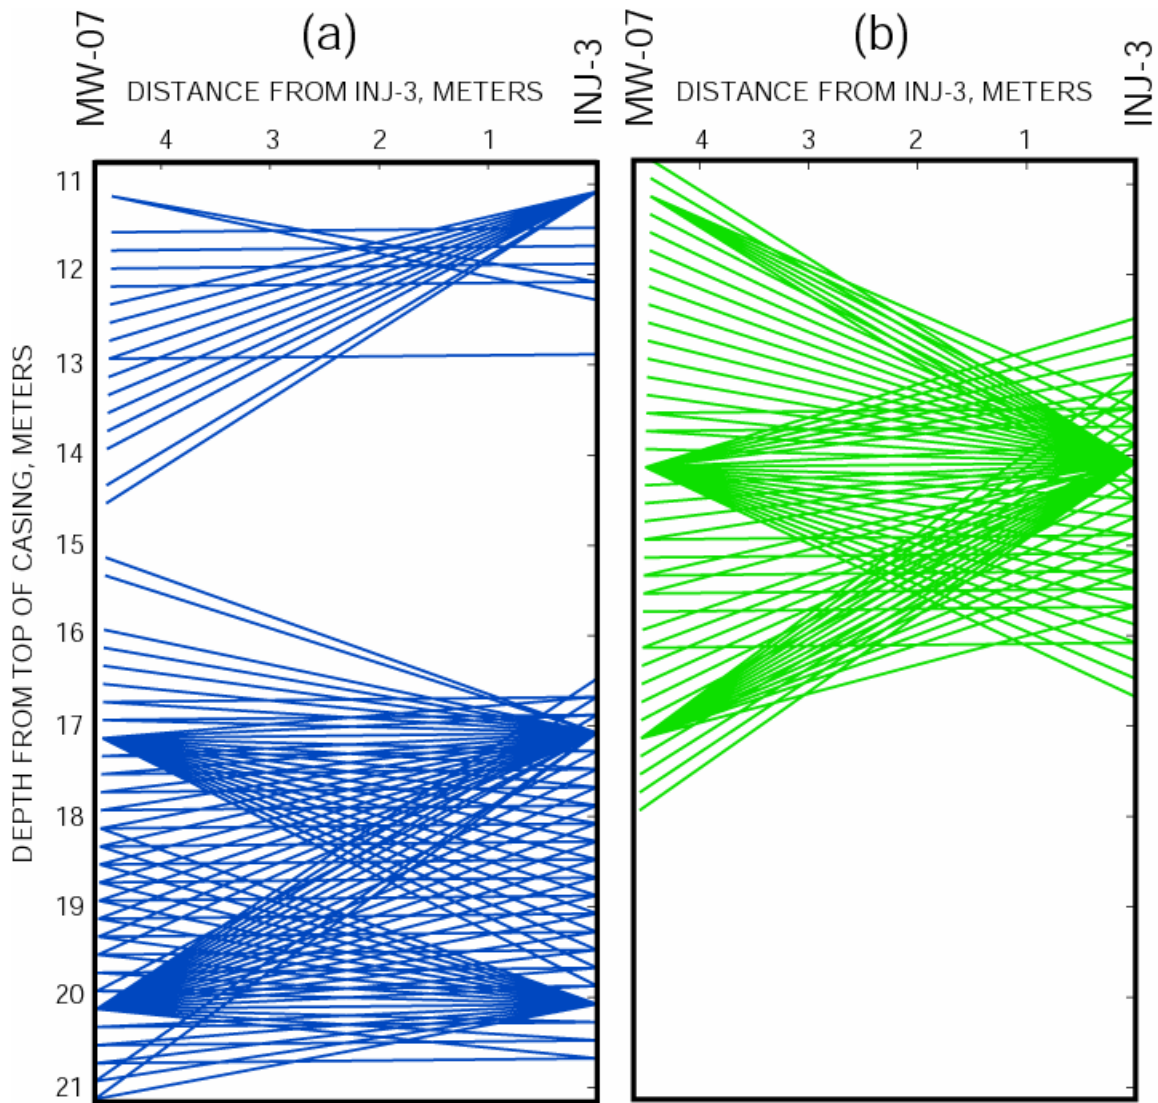 MW-07
(a)
INJ-3
DISTANCE FROM INJ-3, METERS
4 3 2 1
MW-07
(b)
INJ-3
DISTANCE FROM INJ-3, METERS
4 3 2 1
DEPTH FROM TOP OF CASING, METERS
11
12
13
14
15
16
17
18
19
20
21